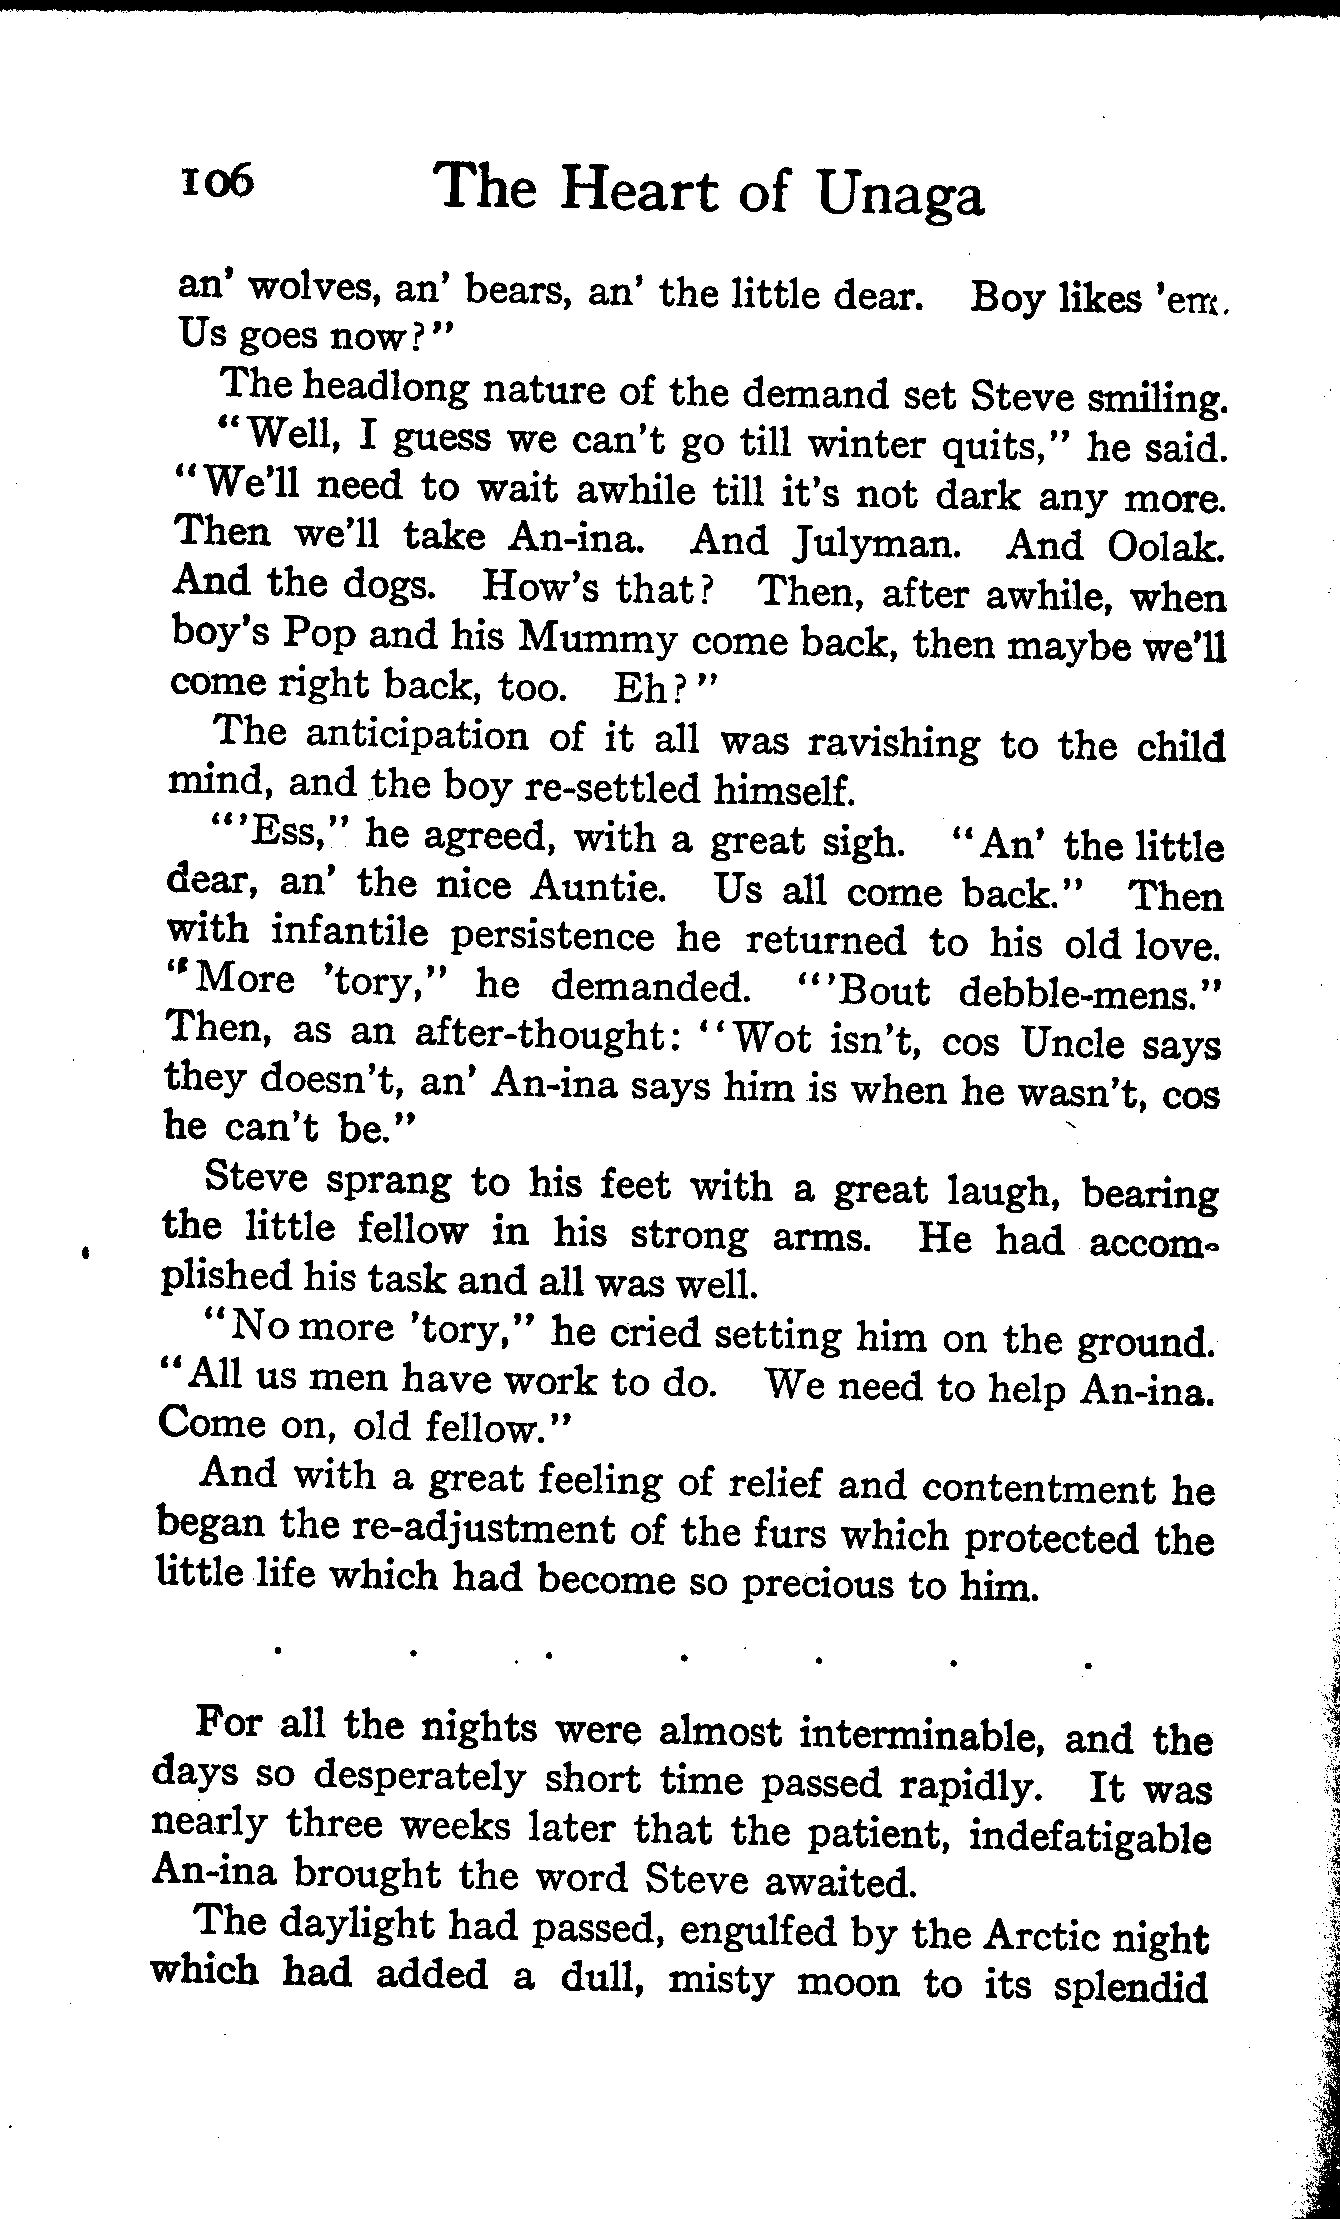 106 The Heart of Unaga
an' wolves, an' bears, an' the little dear. Boy likes 'em.
Us goes now?"
The headlong nature of the demand set Steve smiling.
"Well, I guess we can't go till winter quits," he said.
"We'll need to wait awhile till it's not dark any more.
Then we'll take An-ina. And Julyman. And Oolak.
And the dogs. How's that? Then, after awhile, when
boy's Pop and his Mummy come back, then maybe we'll
come right back, too. Eh?"
The anticipation of it all was ravishing to the child
mind, and the boy re-settled himself.
"'Ess," he agreed, with a great sigh. "An' the little
dear, an' the nice Auntie. Us all come back." Then
with infantile persistence he returned to his old love.
"More 'tory," he demanded. "'Bout debble-mens."
Then, as an after-thought: "Wot isn't, cos Uncle says
they doesn't, an' An-ina says him is when he wasn't, cos
he can't be."
Steve sprang to his feet with a great laugh, bearing
the little fellow in his strong arms. He had accom-
plished his task and all was well.
"No more 'tory," he cried setting him on the ground.
"All us men have work to do. We need to help An-ina.
Come on, old fellow."
And with a great feeling of relief and contentment he
began the re-adjustment of the furs which protected the
little life which had become so precious to him.
. . . . . . .
For all the nights were almost interminable, and the
days so desperately short time passed rapidly. It was
nearly three weeks later that the patient, indefatigable
An-ina brought the word Steve awaited.
The daylight had passed, engulfed by the Arctic night
which had added a dull, misty moon to its splendid